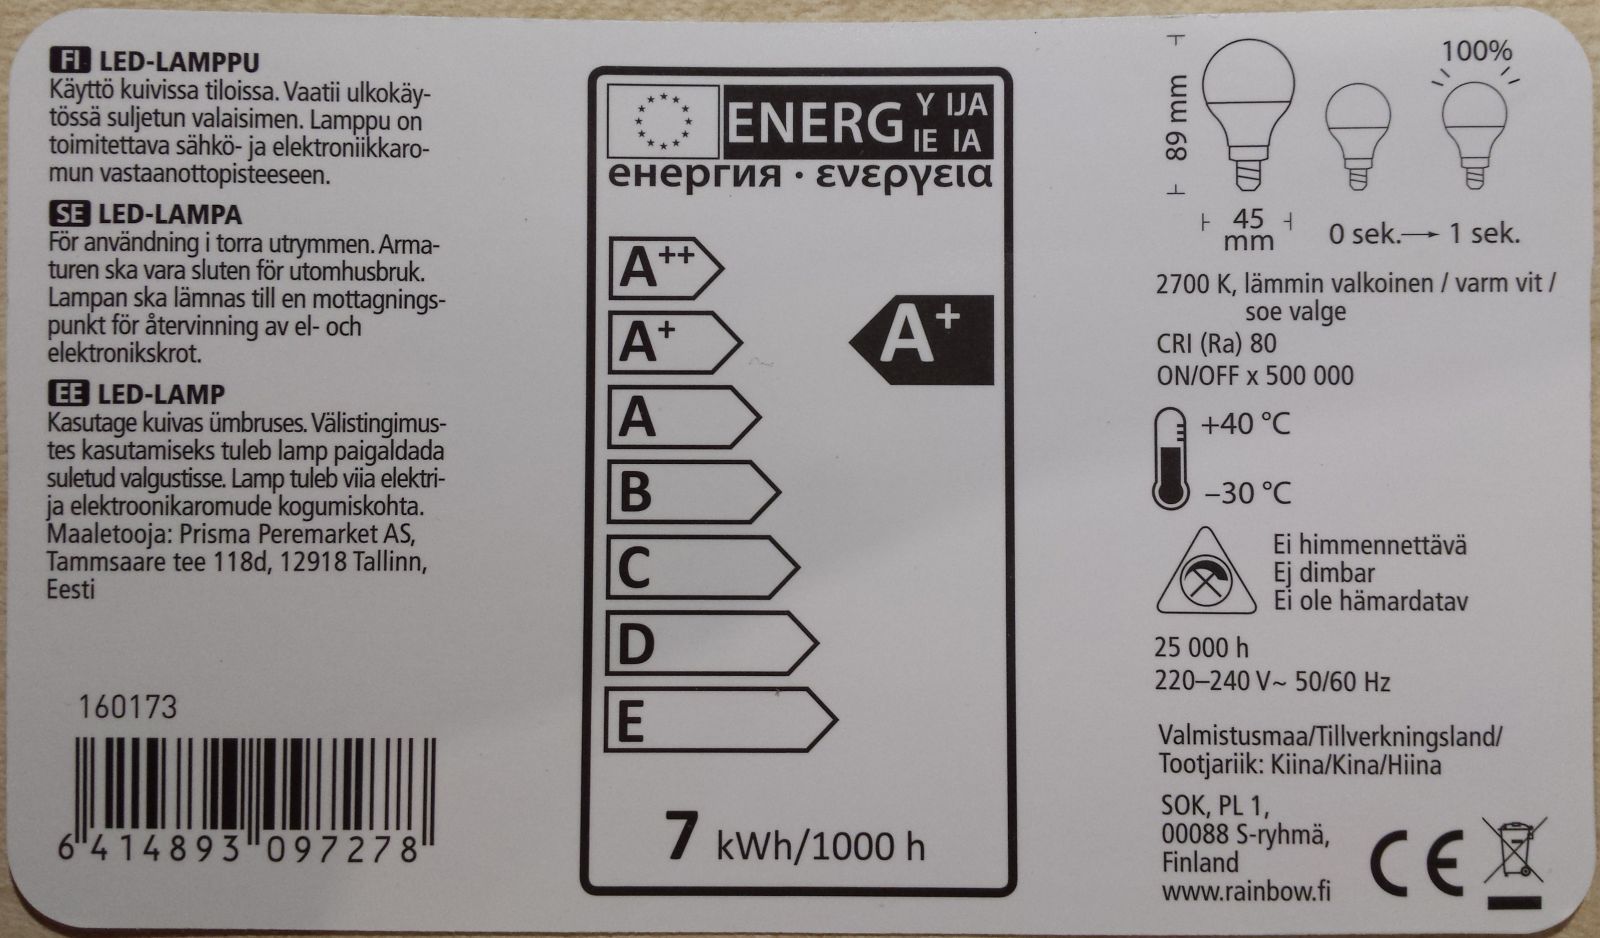 FI LED-LAMPPU
Käyttö kuivissa tiloissa. Vaatii ulkokäy-
tössä suljetun valaisimen. Lamppu on
toimitettava sähkö- ja elektroniikkaro-
mun vastaanottopisteeseen.
SE LED-LAMPA
För användning i torra utrymmen. Arma-
turen ska vara sluten för utomhusbruk.
Lampan ska lämnas till en mottagnings-
punkt för återvinning av el- och
elektronikskrot.
EE LED-LAMP
Kasutage kuivas ümbruses. Välistingimus-
tes kasutamiseks tuleb lamp paigaldada
suletud valgustisse. Lamp tuleb viia elektri-
ja elektroonikaromude kogumiskohta.
Maaletooja: Prisma Peremarket AS,
Tammsaare tee 118d, 12918 Tallinn,
Eesti
160173
6 414893 097278
ENERG Y IJA
IE IA
енергия · ενεργεια
A++
A+
A+
A
B
C
D
E
7 kWh/1000 h
100%
89 mm
45
mm
0 sek. → 1 sek.
2700 K, lämmin valkoinen / varm vit /
soe valge
CRI (Ra) 80
ON/OFF x 500 000
+40 °C
–30 °C
Ei himmennettävä
Ej dimbar
Ei ole hämardatav
25 000 h
220–240 V~ 50/60 Hz
Valmistusmaa/Tillverkningsland/
Tootjariik: Kiina/Kina/Hiina
SOK, PL 1,
00088 S-ryhmä,
Finland
www.rainbow.fi
CE